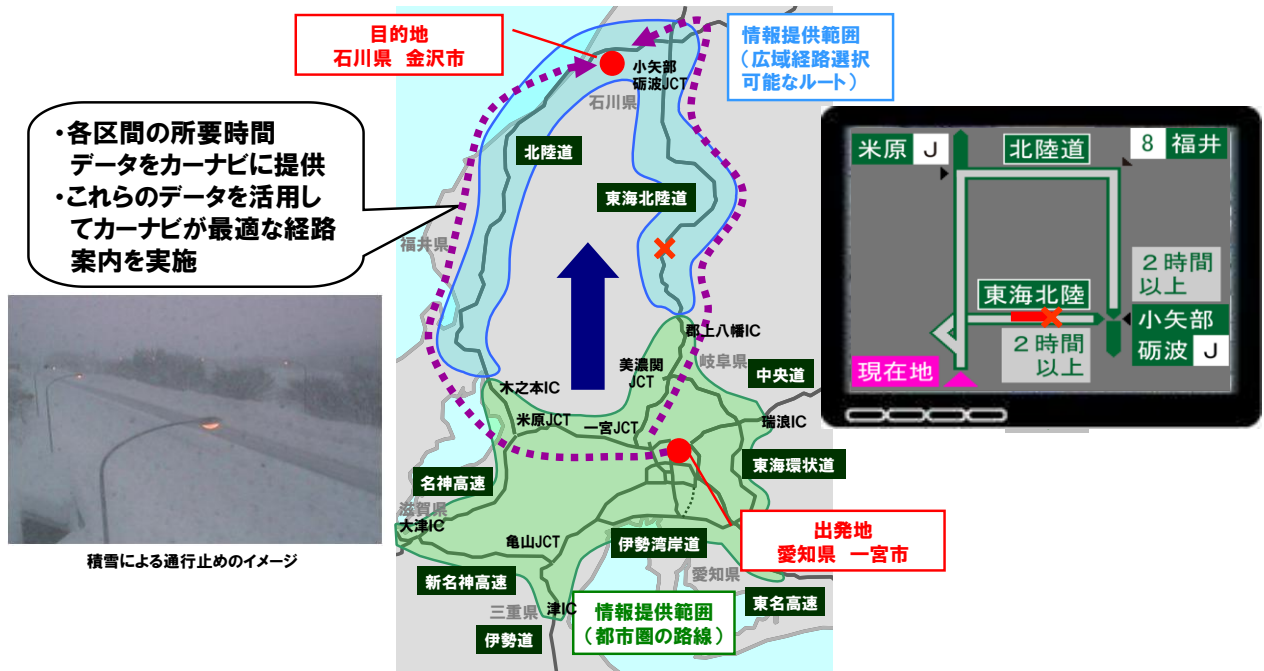 目的地
石川県 金沢市
情報提供範囲
（広域経路選択
可能なルート）
小矢部
砺波JCT
石川県
・各区間の所要時間
データをカーナビに提供
・これらのデータを活用し
てカーナビが最適な経路
案内を実施
北陸道
東海北陸道
福井県
米原 J
北陸道
8 福井
2時間
以上
東海北陸
小矢部
砺波 J
2時間
以上
現在地
郡上八幡IC
美濃関
JCT
岐阜県
中央道
木之本IC
米原JCT
一宮JCT
瑞浪IC
名神高速
東海環状道
滋賀県
大津IC
亀山JCT
伊勢湾岸道
出発地
愛知県 一宮市
積雪による通行止めのイメージ
新名神高速
愛知県
東名高速
三重県
津IC
情報提供範囲
（都市圏の路線）
伊勢道